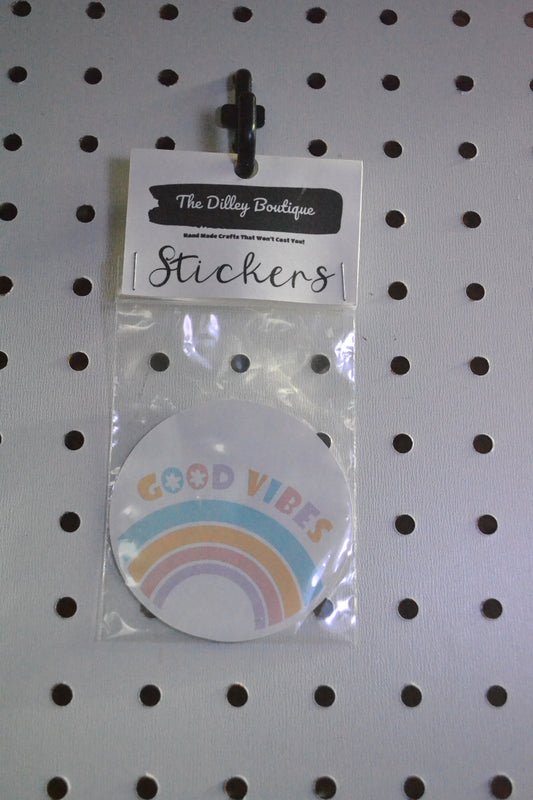 The Dilley Boutique
Hand Made Crafts That Won't Cost You!
Stickers
GOOD VIBES